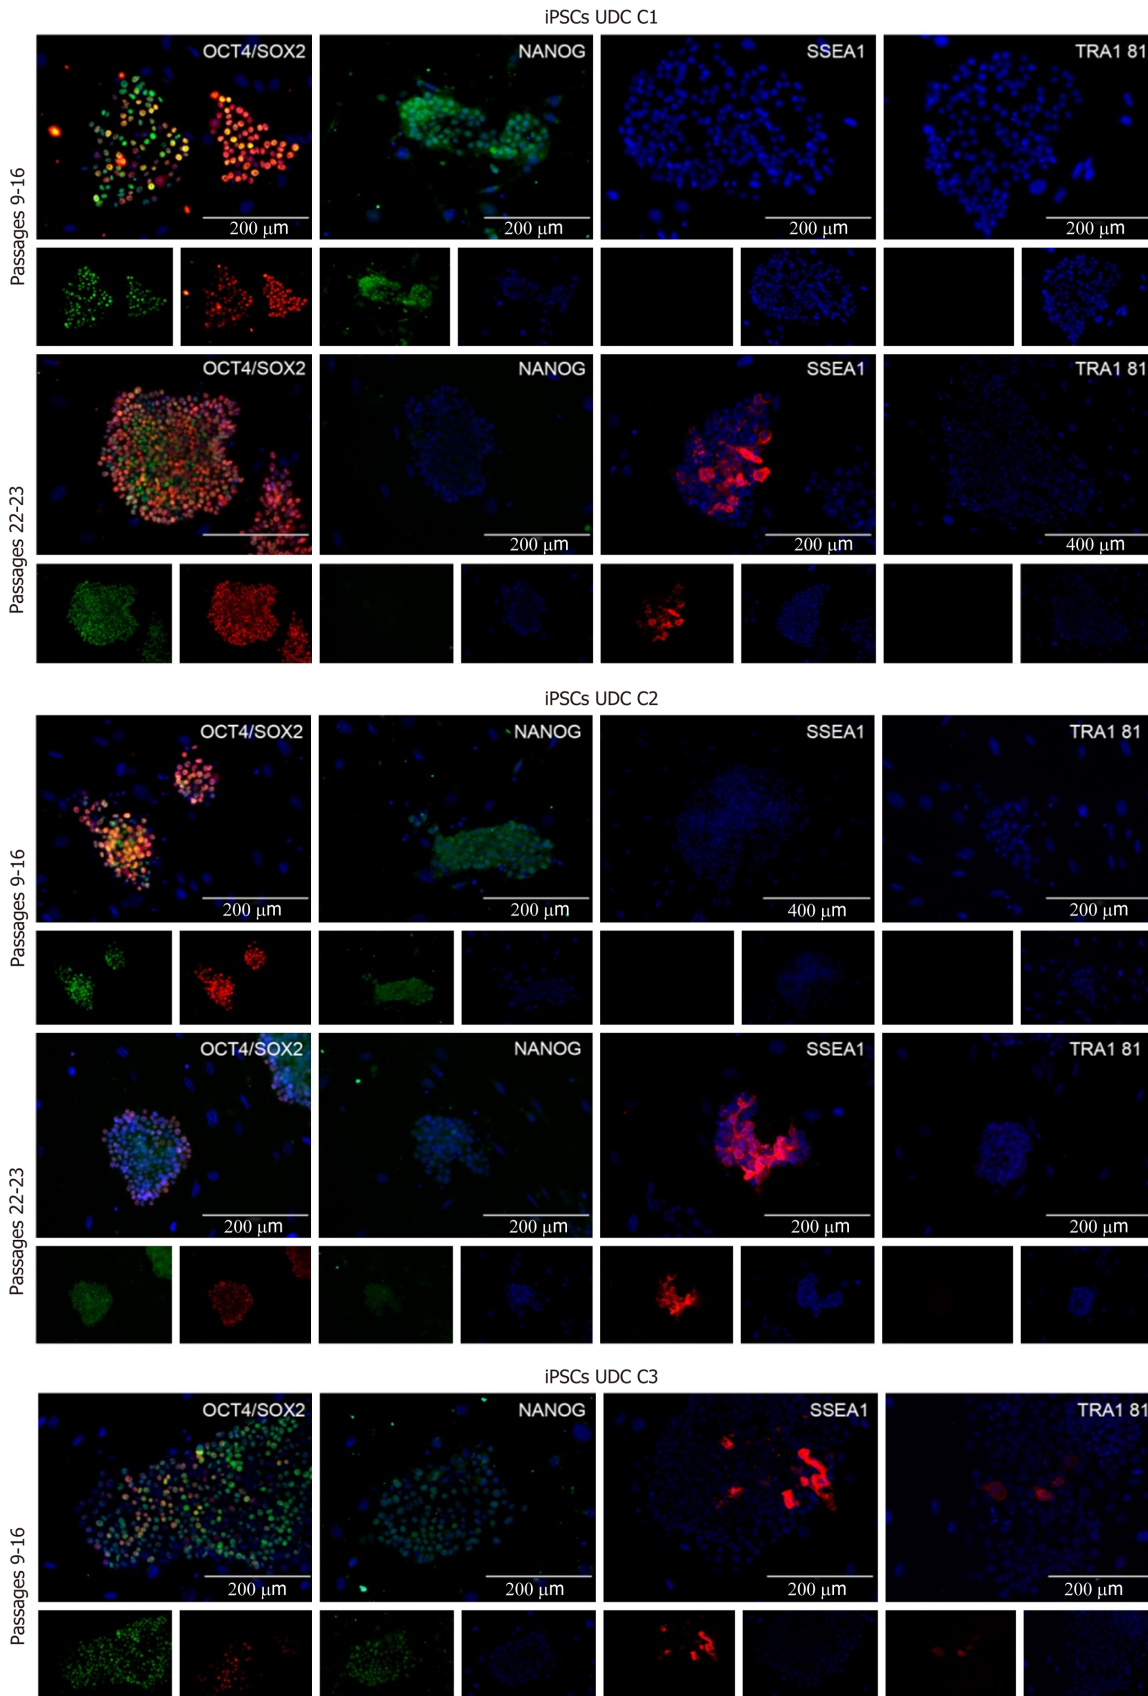 iPSCs UDC C1
Passages 9-16
OCT4/SOX2
NANOG
SSEA1
TRA1 81
200 µm
200 µm
200 µm
200 µm
Passages 22-23
OCT4/SOX2
NANOG
SSEA1
TRA1 81
200 µm
200 µm
400 µm
iPSCs UDC C2
Passages 9-16
OCT4/SOX2
NANOG
SSEA1
TRA1 81
200 µm
200 µm
400 µm
200 µm
Passages 22-23
OCT4/SOX2
NANOG
SSEA1
TRA1 81
200 µm
200 µm
200 µm
200 µm
iPSCs UDC C3
Passages 9-16
OCT4/SOX2
NANOG
SSEA1
TRA1 81
200 µm
200 µm
200 µm
200 µm